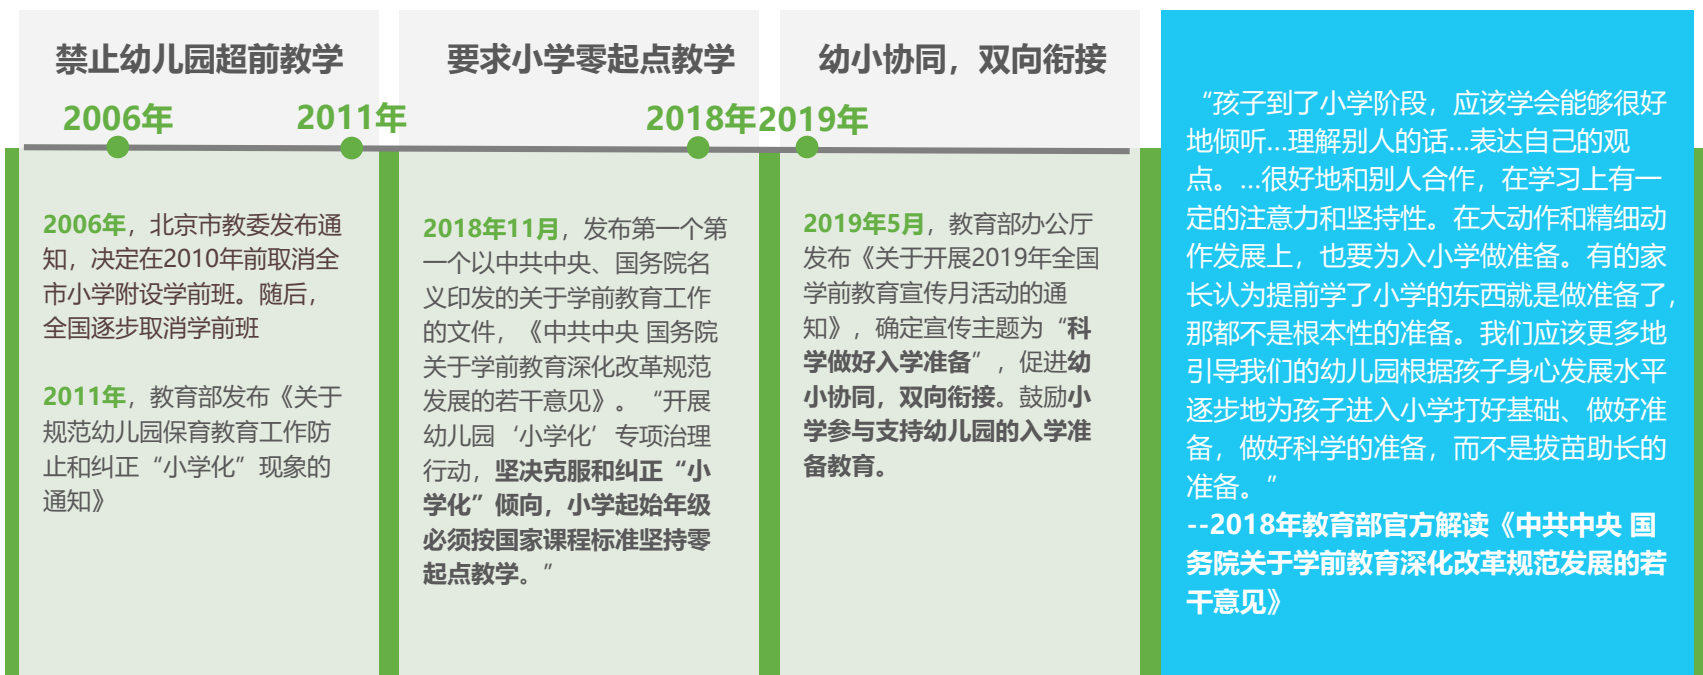 禁止幼儿园超前教学
2006年
2011年
2006年，北京市教委发布通
知，决定在2010年前取消全
市小学附设学前班。随后，
全国逐步取消学前班
2011年，教育部发布《关于
规范幼儿园保育教育工作防
止和纠正“小学化”现象的
通知》
要求小学零起点教学
2018年
2018年11月，发布第一个第
一个以中共中央、国务院名
义印发的关于学前教育工作
的文件，《中共中央 国务院
关于学前教育深化改革规范
发展的若干意见》。“开展
幼儿园‘小学化’专项治理
行动，坚决克服和纠正“小
学化”倾向，小学起始年级
必须按国家课程标准坚持零
起点教学。”
幼小协同，双向衔接
2019年
2019年5月，教育部办公厅
发布《关于开展2019年全国
学前教育宣传月活动的通
知》，确定宣传主题为“科
学做好入学准备”，促进幼
小协同，双向衔接。鼓励小
学参与支持幼儿园的入学准
备教育。
“孩子到了小学阶段，应该学会能够很好
地倾听...理解别人的话...表达自己的观
点。...很好地和别人合作，在学习上有一
定的注意力和坚持性。在大动作和精细动
作发展上，也要为入小学做准备。有的家
长认为提前学了小学的东西就是做准备了，
那都不是根本性的准备。我们应该更多地
引导我们的幼儿园根据孩子身心发展水平
逐步地为孩子进入小学打好基础、做好准
备，做好科学的准备，而不是拔苗助长的
准备。”
--2018年教育部官方解读《中共中央 国
务院关于学前教育深化改革规范发展的若
干意见》